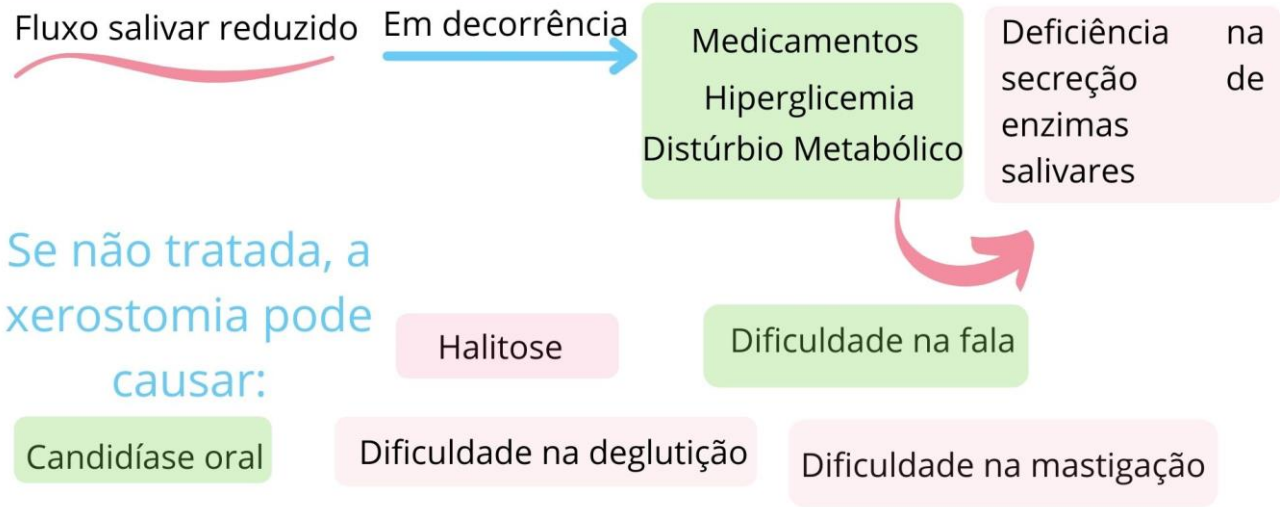 Fluxo salivar reduzido
Em decorrência
Medicamentos
Hiperglicemia
Distúrbio Metabólico
Deficiência na
secreção de
enzimas
salivares
Se não tratada, a
xerostomia pode
causar:
Halitose
Dificuldade na fala
Candidíase oral
Dificuldade na deglutição
Dificuldade na mastigação